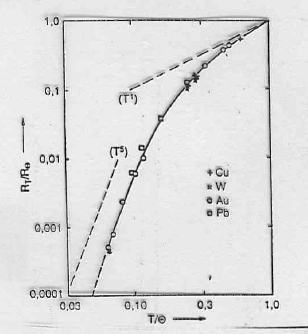 1,0
0,1
0,01
0,001
0,0001
R_T/R_Θ
(T¹)
(T⁵)
+ Cu
✶ W
○ Au
□ Pb
0,03 0,10 0,3 1,0
T/Θ